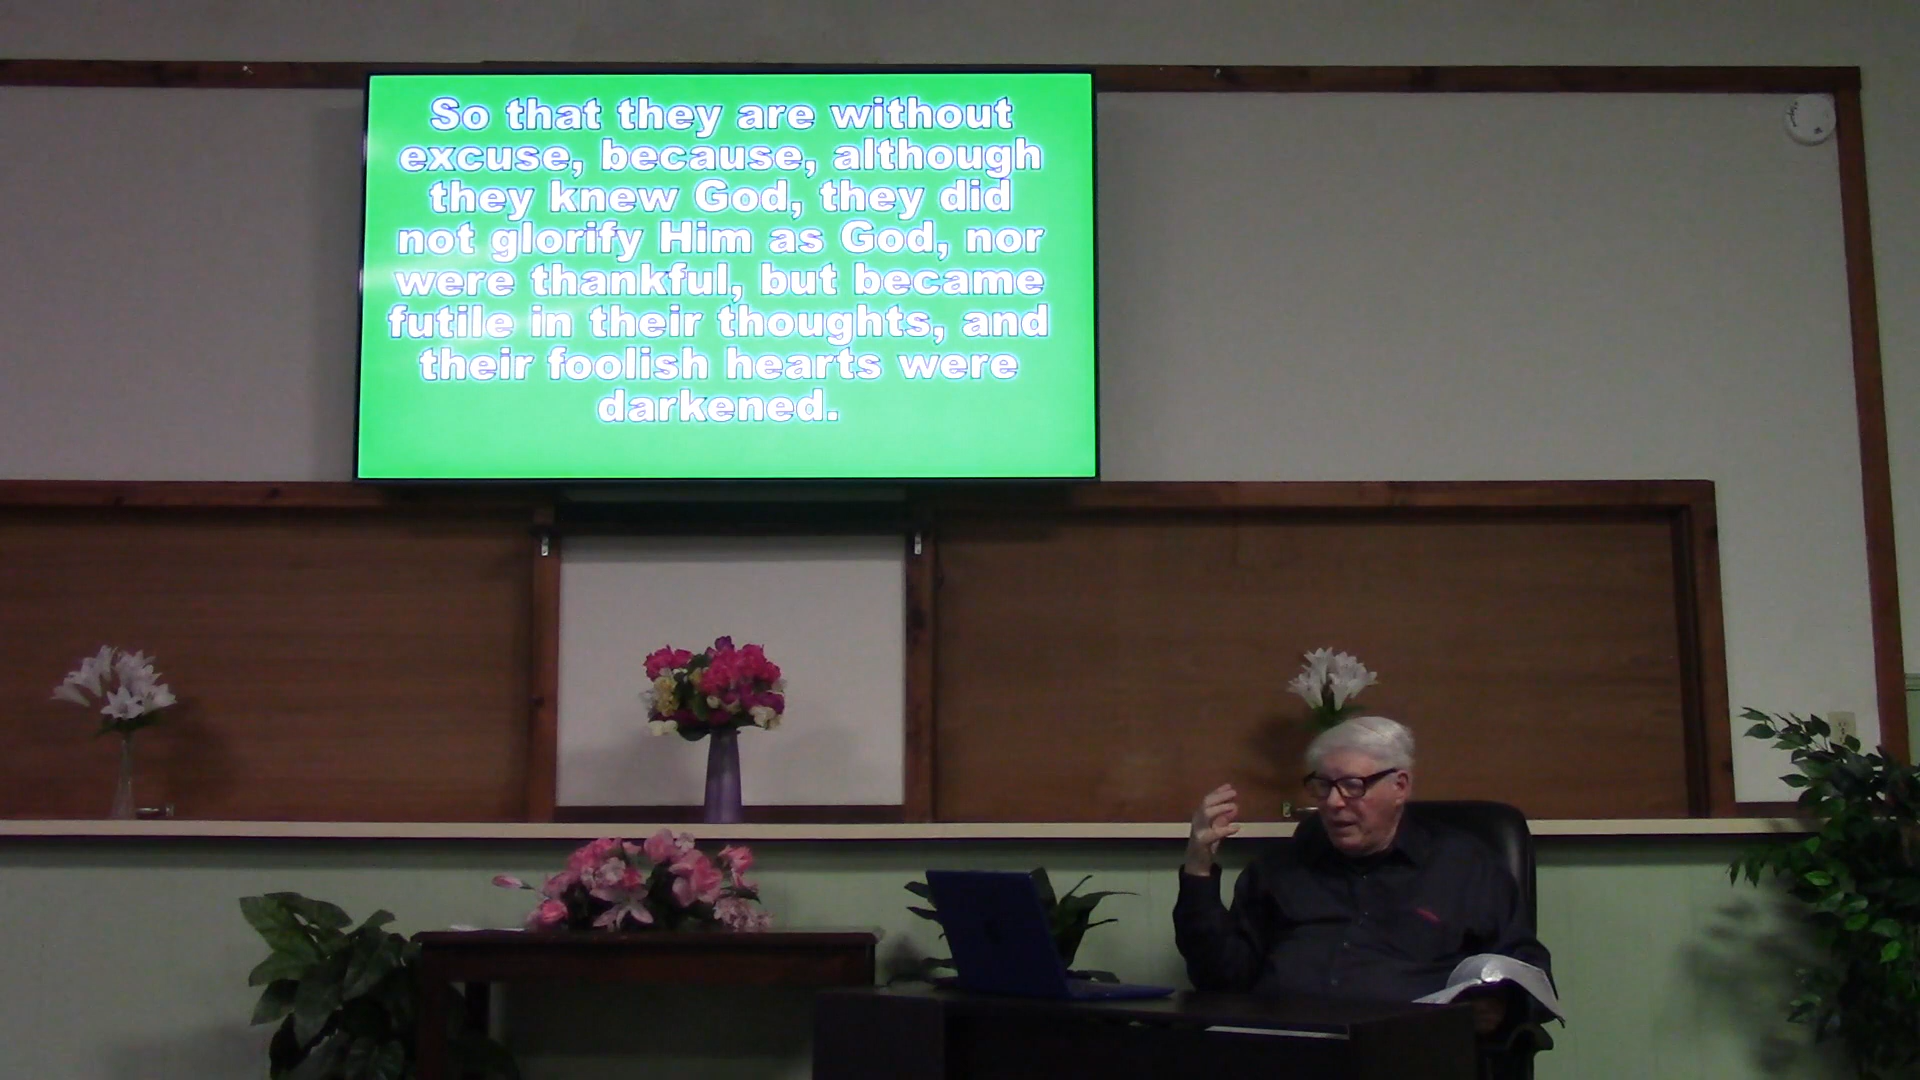 So that they are without
excuse, because, although
they knew God, they did
not glorify Him as God, nor
were thankful, but became
futile in their thoughts, and
their foolish hearts were
darkened.